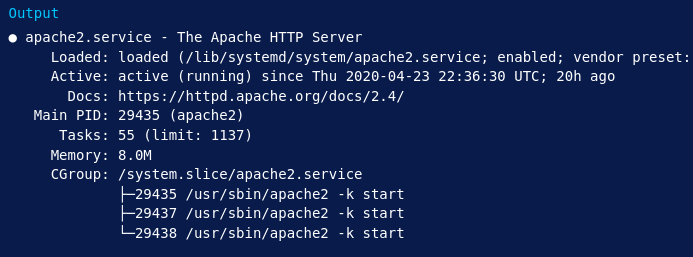 Output
● apache2.service - The Apache HTTP Server
     Loaded: loaded (/lib/systemd/system/apache2.service; enabled; vendor preset:
     Active: active (running) since Thu 2020-04-23 22:36:30 UTC; 20h ago
       Docs: https://httpd.apache.org/docs/2.4/
   Main PID: 29435 (apache2)
      Tasks: 55 (limit: 1137)
     Memory: 8.0M
     CGroup: /system.slice/apache2.service
             ├─29435 /usr/sbin/apache2 -k start
             ├─29437 /usr/sbin/apache2 -k start
             └─29438 /usr/sbin/apache2 -k start